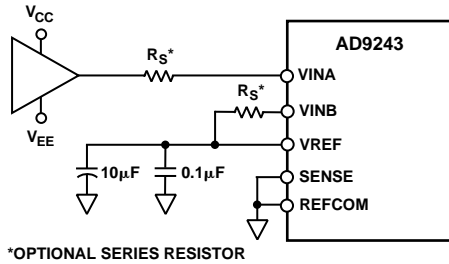 VCC
AD9243
RS*
VINA
RS*
VINB
VEE
VREF
10µF
0.1µF
SENSE
REFCOM
*OPTIONAL SERIES RESISTOR